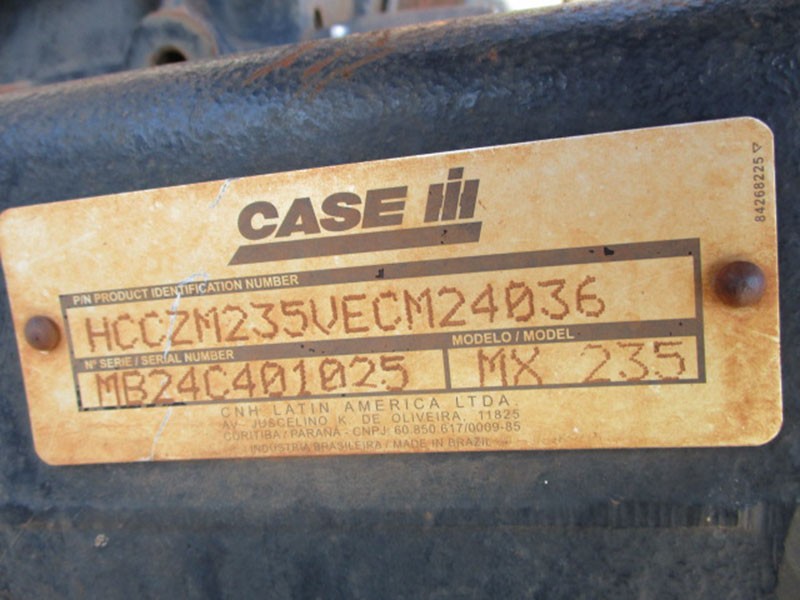 CASE IH
84268225
P/N PRODUCT IDENTIFICATION NUMBER
HCCZM235VECM24036
Nº SERIE / SERIAL NUMBER
MB24C401025
MODELO / MODEL
MX 235
CNH LATIN AMERICA LTDA.
AV. JUSCELINO K. DE OLIVEIRA, 11825
CURITIBA / PARANÁ - CNPJ: 60.850.617/0009-85
INDÚSTRIA BRASILEIRA / MADE IN BRAZIL